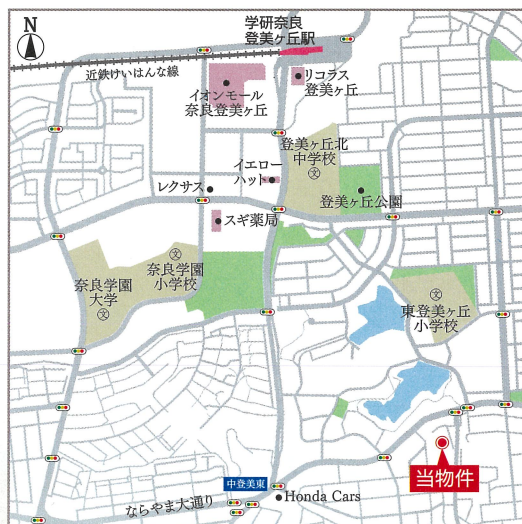 N
学研奈良
登美ヶ丘駅
近鉄けいはんな線
リコラス
登美ヶ丘
イオンモール
奈良登美ヶ丘
登美ヶ丘北
中学校
文
イエロー
ハット
レクサス
登美ヶ丘公園
スギ薬局
文
奈良学園
小学校
奈良学園
大学
文
文
東登美ヶ丘
小学校
当物件
中登美東
Honda Cars
ならやま大通り